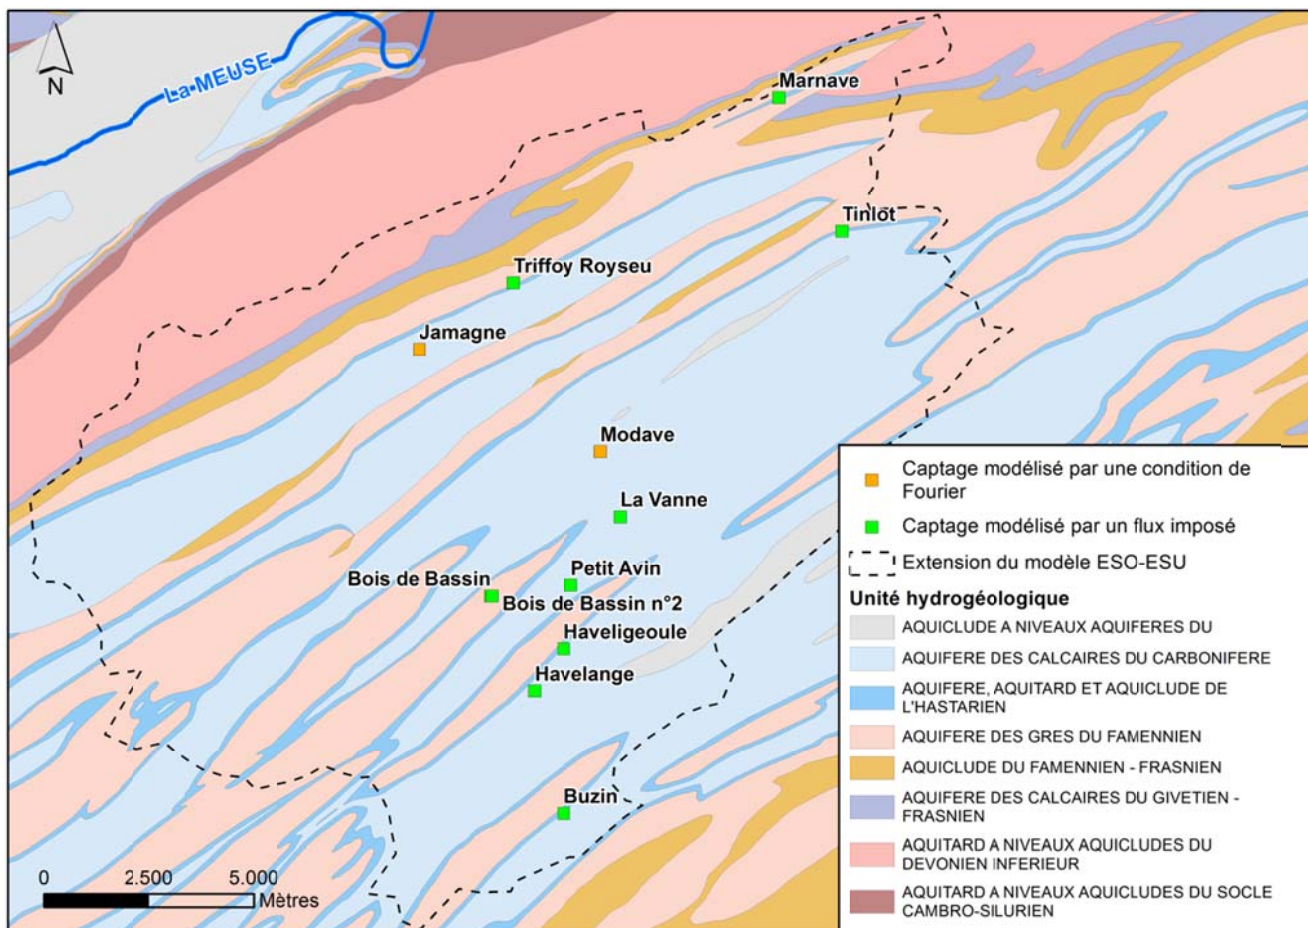 N
La MEUSE
Marnave
Tinlot
Triffoy Royseu
Jamagne
Modave
La Vanne
Petit Avin
Bois de Bassin
Bois de Bassin n°2
Haveligeoule
Havelange
Buzin
0 2.500 5.000
Mètres
Captage modélisé par une condition de
Fourier
Captage modélisé par un flux imposé
Extension du modèle ESO-ESU
Unité hydrogéologique
AQUICLUDE A NIVEAUX AQUIFERES DU
AQUIFERE DES CALCAIRES DU CARBONIFERE
AQUIFERE, AQUITARD ET AQUICLUDE DE
L'HASTARIEN
AQUIFERE DES GRES DU FAMENNIEN
AQUICLUDE DU FAMENNIEN - FRASNIEN
AQUIFERE DES CALCAIRES DU GIVETIEN -
FRASNIEN
AQUITARD A NIVEAUX AQUICLUDES DU
DEVONIEN INFERIEUR
AQUITARD A NIVEAUX AQUICLUDES DU SOCLE
CAMBRO-SILURIEN